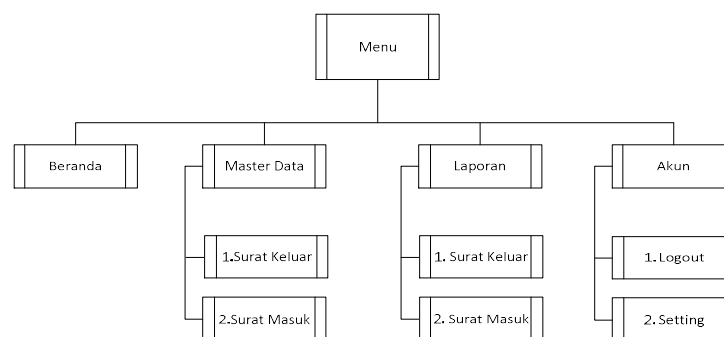 Menu
Beranda
Master Data
Laporan
Akun
1.Surat Keluar
1. Surat Keluar
1. Logout
2.Surat Masuk
2. Surat Masuk
2. Setting